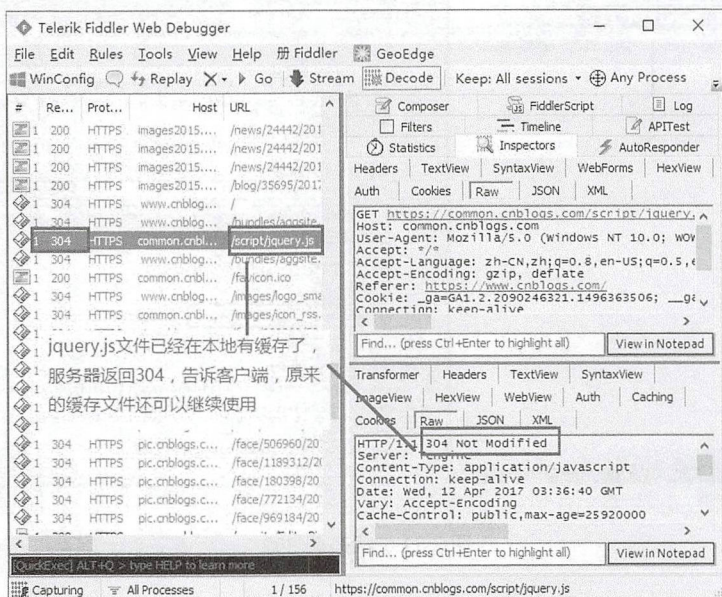 Telerik Fiddler Web Debugger
File Edit Rules Tools View Help 册 Fiddler GeoEdge
WinConfig Replay X Go Stream Decode Keep: All sessions Any Process
# Re... Prot... Host URL
1 200 HTTPS images2015.... /news/24442/201
1 200 HTTPS images2015.... /news/24442/201
1 200 HTTPS images2015.... /news/24442/201
1 200 HTTPS images2015.... /blog/35695/2017
1 304 HTTPS www.cnblog... /
1 304 HTTPS www.cnblog... /bundles/aggsite.
1 304 HTTPS common.cnbl... /script/jquery.js
1 304 HTTPS www.cnblog... /bundles/aggsite.
1 200 HTTPS common.cnbl... /favicon.ico
1 304 HTTPS www.cnblog... /images/logo_sma
1 304 HTTPS common.cnbl... /images/icon_rss.
jquery.js文件已经在本地有缓存了，
服务器返回304，告诉客户端，原来
的缓存文件还可以继续使用
1 304 HTTPS pic.cnblogs.c... /face/506960/20
1 304 HTTPS pic.cnblogs.c... /face/1189312/20
1 304 HTTPS pic.cnblogs.c... /face/180398/20
1 304 HTTPS pic.cnblogs.c... /face/772134/20
1 304 HTTPS pic.cnblogs.c... /face/969184/20
[QuickExec] ALT+Q > type HELP to learn more
Composer FiddlerScript Log
Filters Timeline APITest
Statistics Inspectors AutoResponder
Headers TextView SyntaxView WebForms HexView
Auth Cookies Raw JSON XML
GET https://common.cnblogs.com/script/jquery.
Host: common.cnblogs.com
User-Agent: Mozilla/5.0 (Windows NT 10.0; WOW
Accept: */*
Accept-Language: zh-CN,zh;q=0.8,en-US;q=0.5,e
Accept-Encoding: gzip, deflate
Referer: https://www.cnblogs.com/
Cookie: _ga=GA1.2.2090246321.1496363506; __ga
Connection: keep-alive
Find... (press Ctrl+Enter to highlight all) View in Notepad
Transformer Headers TextView SyntaxView
ImageView HexView WebView Auth Caching
Cookies Raw JSON XML
HTTP/1.1 304 Not Modified
Server:
Content-Type: application/javascript
Connection: keep-alive
Date: Wed, 12 Apr 2017 03:36:40 GMT
Vary: Accept-Encoding
Cache-Control: public,max-age=25920000
Find... (press Ctrl+Enter to highlight all) View in Notepad
Capturing All Processes 1 / 156 https://common.cnblogs.com/script/jquery.js